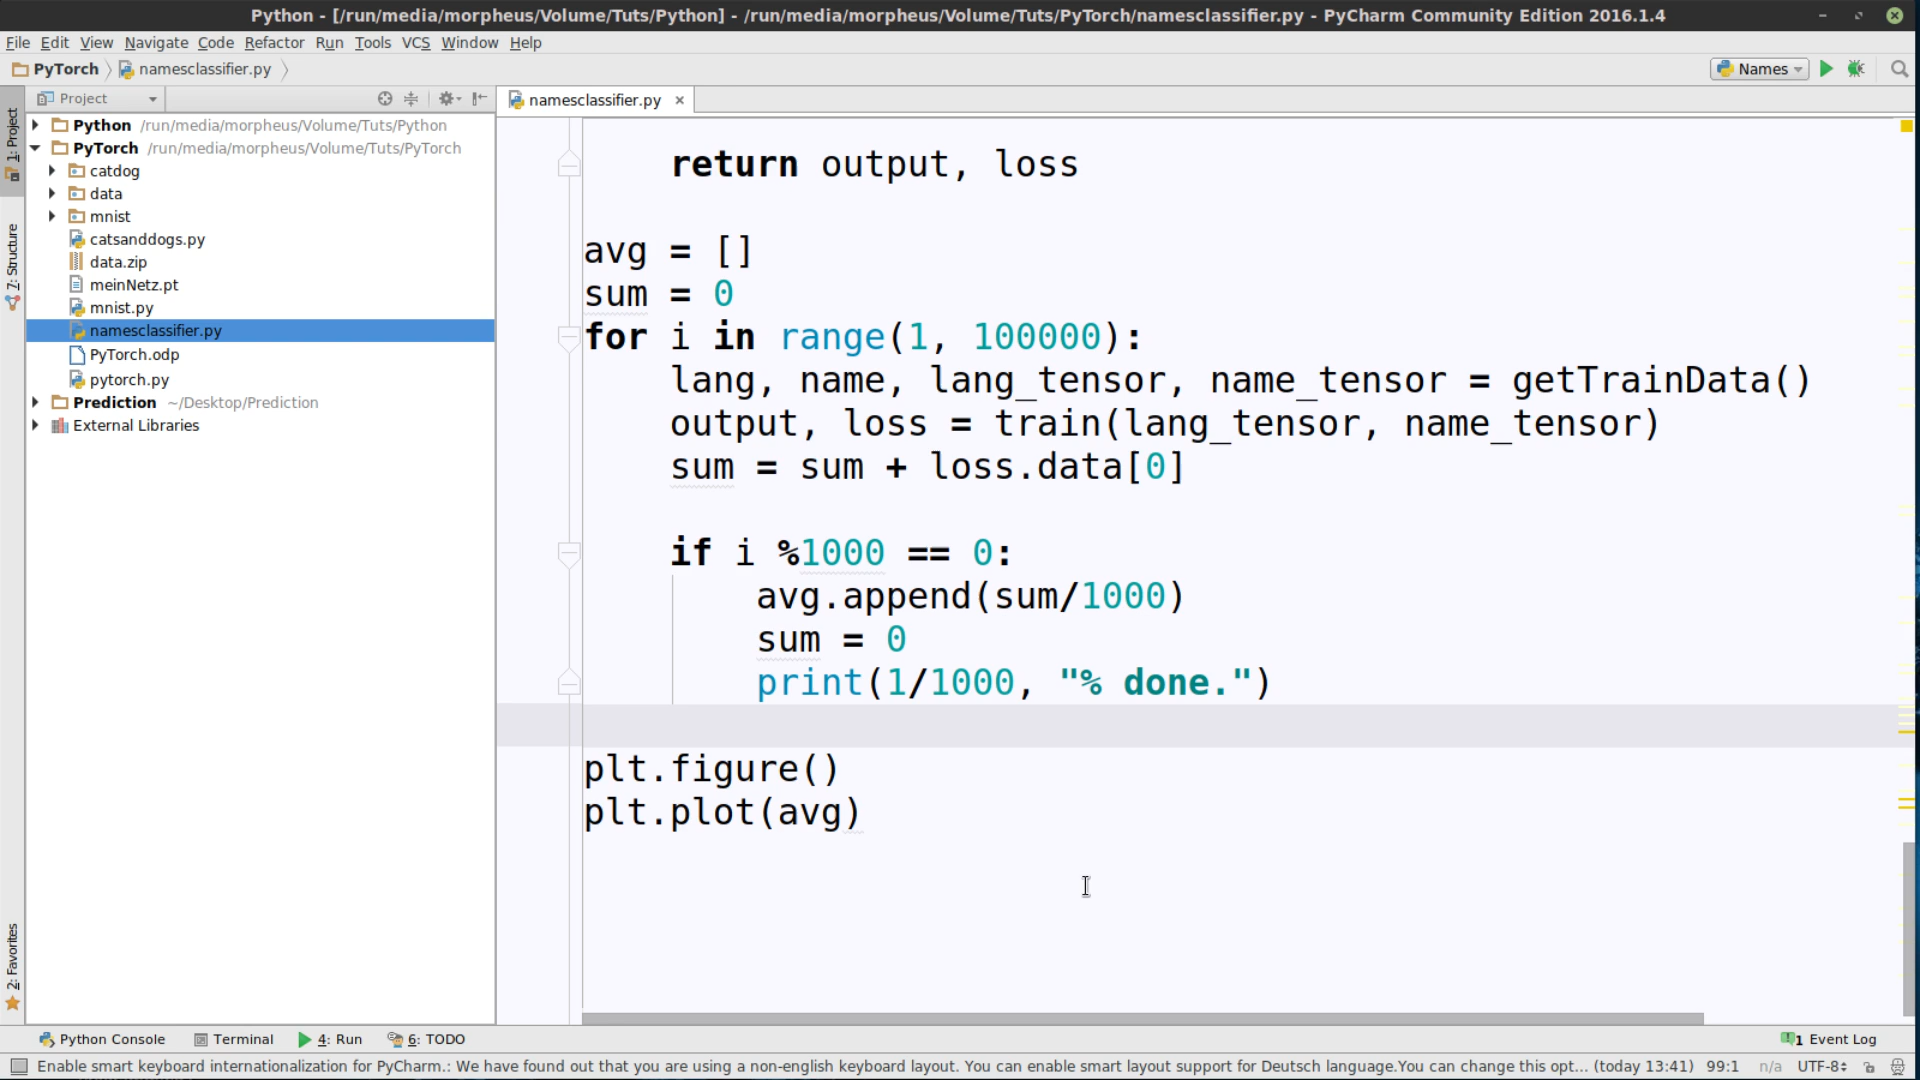 Python - [/run/media/morpheus/Volume/Tuts/Python] - /run/media/morpheus/Volume/Tuts/PyTorch/namesclassifier.py - PyCharm Community Edition 2016.1.4
File Edit View Navigate Code Refactor Run Tools VCS Window Help
PyTorch namesclassifier.py Names
Project namesclassifier.py
1: Project
7: Structure
2: Favorites
Python /run/media/morpheus/Volume/Tuts/Python
PyTorch /run/media/morpheus/Volume/Tuts/PyTorch
catdog
data
mnist
catsanddogs.py
data.zip
meinNetz.pt
mnist.py
namesclassifier.py
PyTorch.odp
pytorch.py
Prediction ~/Desktop/Prediction
External Libraries
return output, loss
avg = []
sum = 0
for i in range(1, 100000):
lang, name, lang_tensor, name_tensor = getTrainData()
output, loss = train(lang_tensor, name_tensor)
sum = sum + loss.data[0]
if i %1000 == 0:
avg.append(sum/1000)
sum = 0
print(1/1000, "% done.")
plt.figure()
plt.plot(avg)
Python Console Terminal 4: Run 6: TODO 1 Event Log
Enable smart keyboard internationalization for PyCharm.: We have found out that you are using a non-english keyboard layout. You can enable smart layout support for Deutsch language.You can change this opt... (today 13:41) 99:1 n/a UTF-8